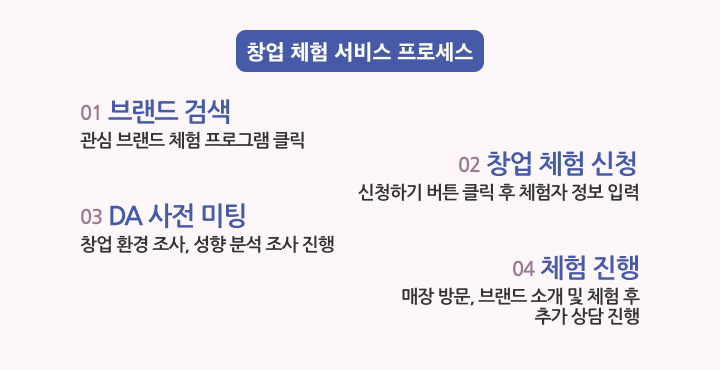 창업 체험 서비스 프로세스
01 브랜드 검색
관심 브랜드 체험 프로그램 클릭
02 창업 체험 신청
신청하기 버튼 클릭 후 체험자 정보 입력
03 DA 사전 미팅
창업 환경 조사, 성향 분석 조사 진행
04 체험 진행
매장 방문, 브랜드 소개 및 체험 후
추가 상담 진행